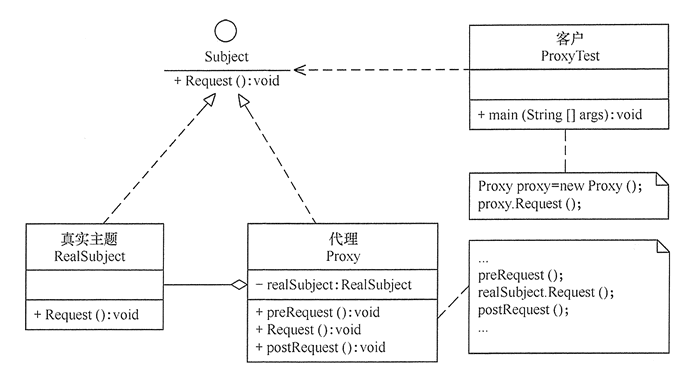 Subject
+ Request():void
客户
ProxyTest
+ main (String [] args):void
Proxy proxy=new Proxy ();
proxy.Request ();
真实主题
RealSubject
+ Request():void
代理
Proxy
− realSubject:RealSubject
+ preRequest ():void
+ Request ():void
+ postRequest ():void
...
preRequest ();
realSubject.Request ();
postRequest ();
...